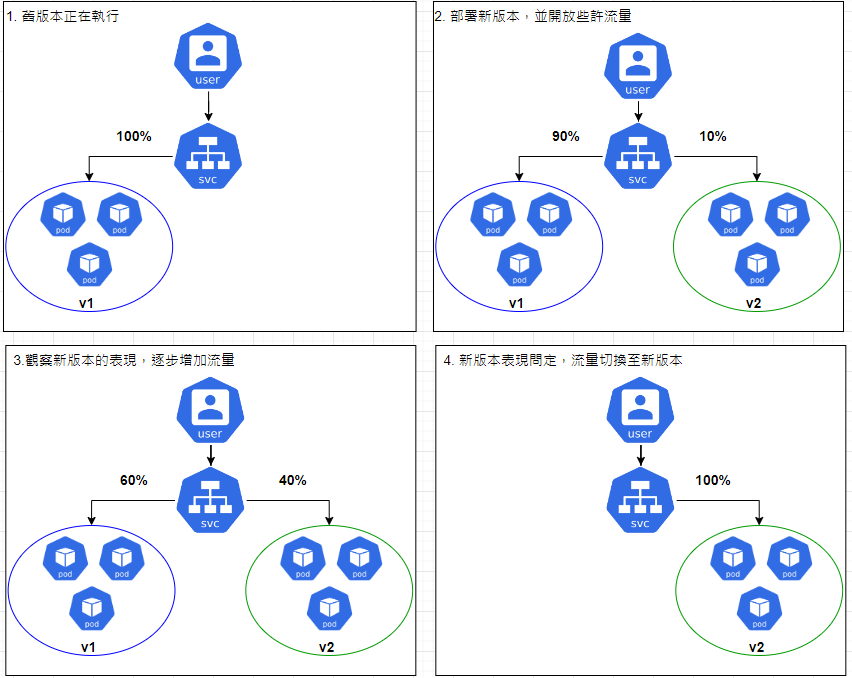 1. 舊版本正在執行
user
100%
svc
pod
pod
pod
v1
2. 部署新版本，並開放些許流量
user
90%
10%
svc
pod
pod
pod
v1
pod
pod
pod
v2
3.觀察新版本的表現，逐步增加流量
user
60%
40%
svc
pod
pod
pod
v1
pod
pod
pod
v2
4. 新版本表現問定，流量切換至新版本
user
100%
svc
pod
pod
pod
v2